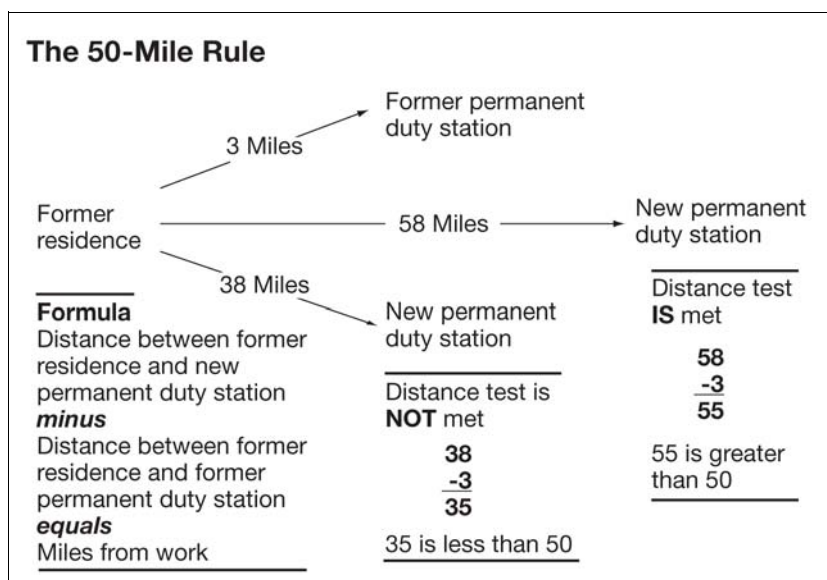 The 50-Mile Rule
Former permanent
duty station
3 Miles
Former
residence
58 Miles
New permanent
duty station
38 Miles
New permanent
duty station
Formula
Distance between former
residence and new
permanent duty station
minus
Distance between former
residence and former
permanent duty station
equals
Miles from work
Distance test is
NOT met
38
-3
35
35 is less than 50
Distance test
IS met
58
-3
55
55 is greater
than 50